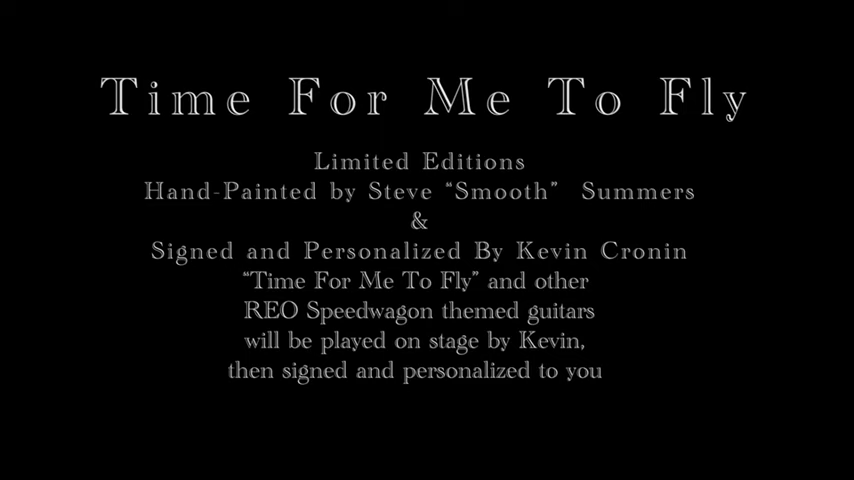 Time For Me To Fly
Limited Editions
Hand-Painted by Steve “Smooth” Summers
&
Signed and Personalized By Kevin Cronin
“Time For Me To Fly” and other
REO Speedwagon themed guitars
will be played on stage by Kevin,
then signed and personalized to you